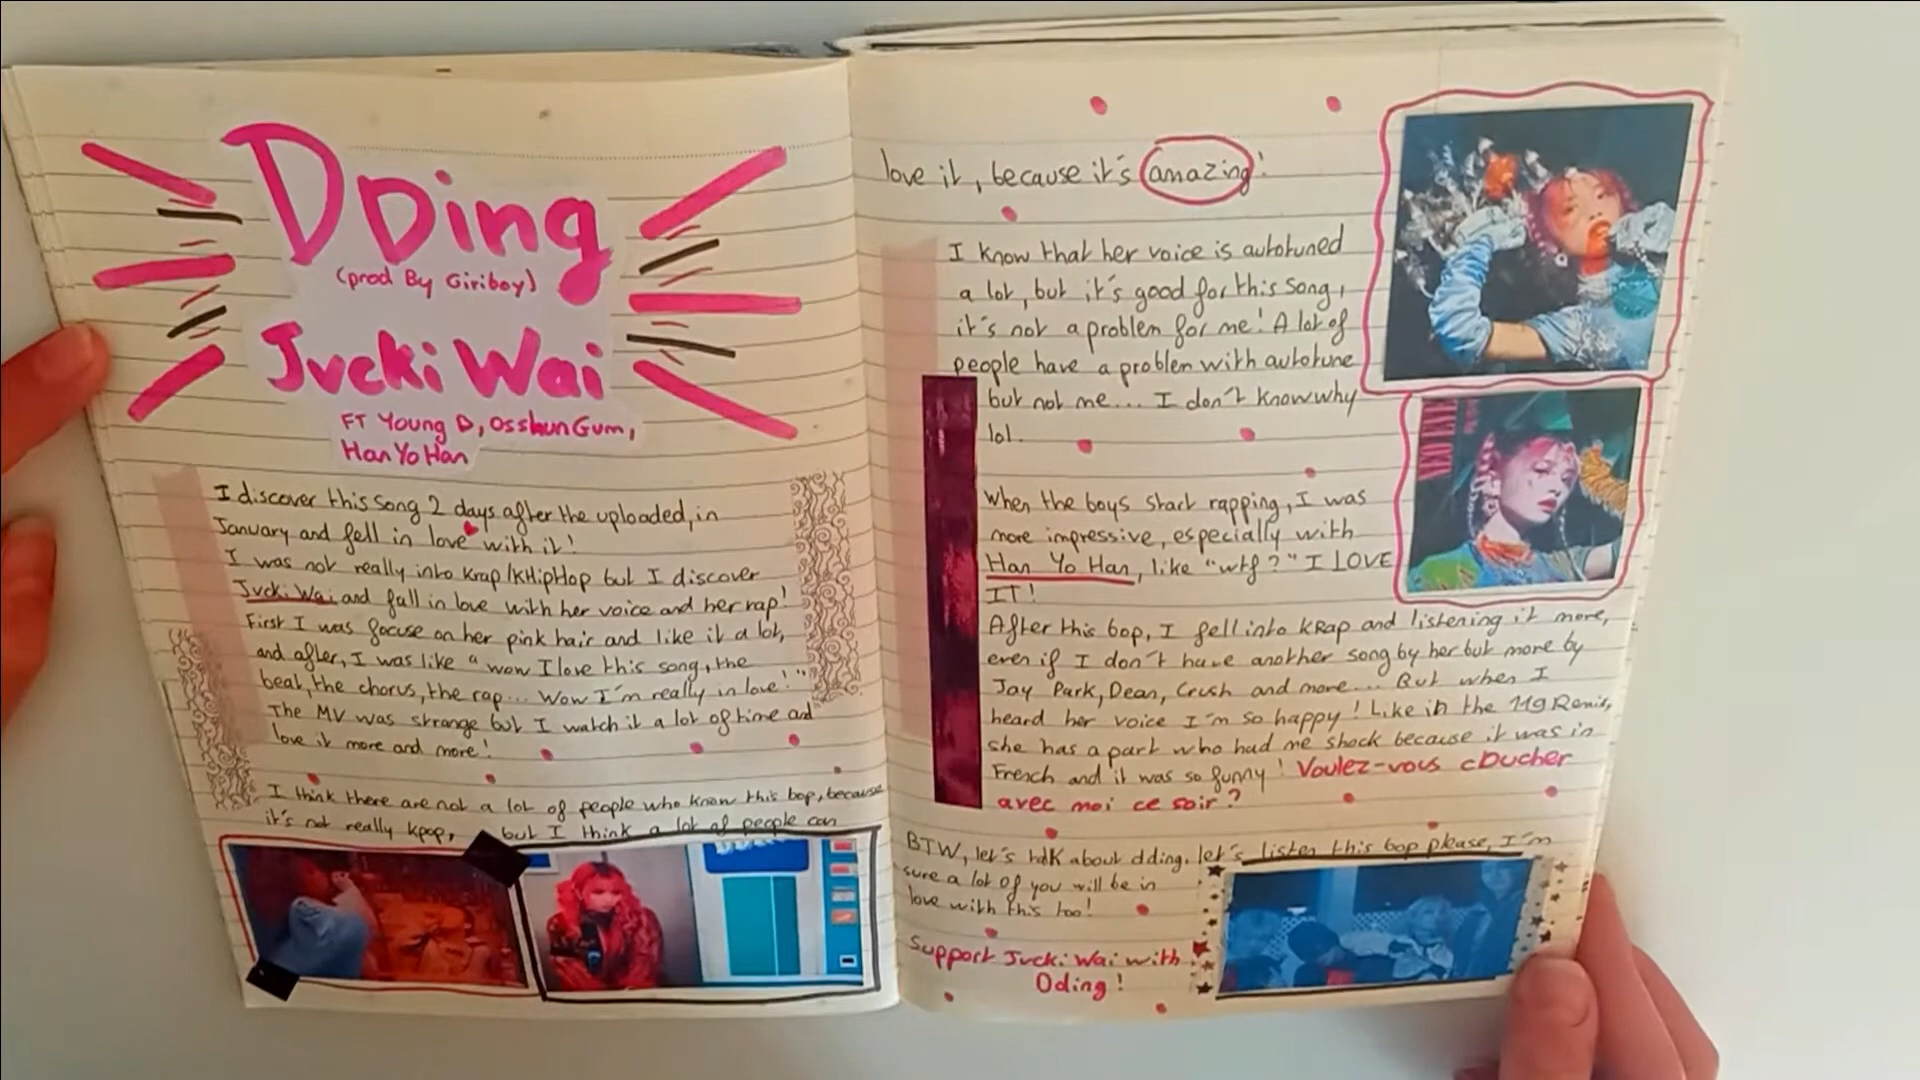 DDing
(prod By Giriboy)
Jvcki Wai
FT Young B, Osshun Gum,
Han Yo Han
I discover this song 2 days after the uploaded, in
January and fell in love with it!
I was not really into Krap/KHipHop but I discover
Jvcki Wai and fall in love with her voice and her rap!
First I was focuse on her pink hair and like it a lot,
and after, I was like "wow I love this song, the
beat, the chorus, the rap... Wow I'm really in love!"
The MV was strange but I watch it a lot of time and
love it more and more!
I think there are not a lot of people who know this bop, because
it's not really kpop, but I think a lot of people can
love it, because it's amazing!
I know that her voice is autotuned
a lot, but it's good for this song,
it's not a problem for me! A lot of
people have a problem with autotune
but not me... I don't know why
lol.
When the boys start rapping, I was
more impressive, especially with
Han Yo Han, like "wtf?" I LOVE
IT!
After this bop, I fell into KRap and listening it more,
even if I don't have another song by her but more by
Jay Park, Dean, Crush and more... But when I
heard her voice I'm so happy! Like in the 119 Remix,
she has a part who had me shock because it was in
French and it was so funny! Voulez-vous coucher
avec moi ce soir?
BTW, let's talk about dding, let's listen this bop please, I'm
sure a lot of you will be in
love with this too!
Support Jvcki Wai with
Dding!